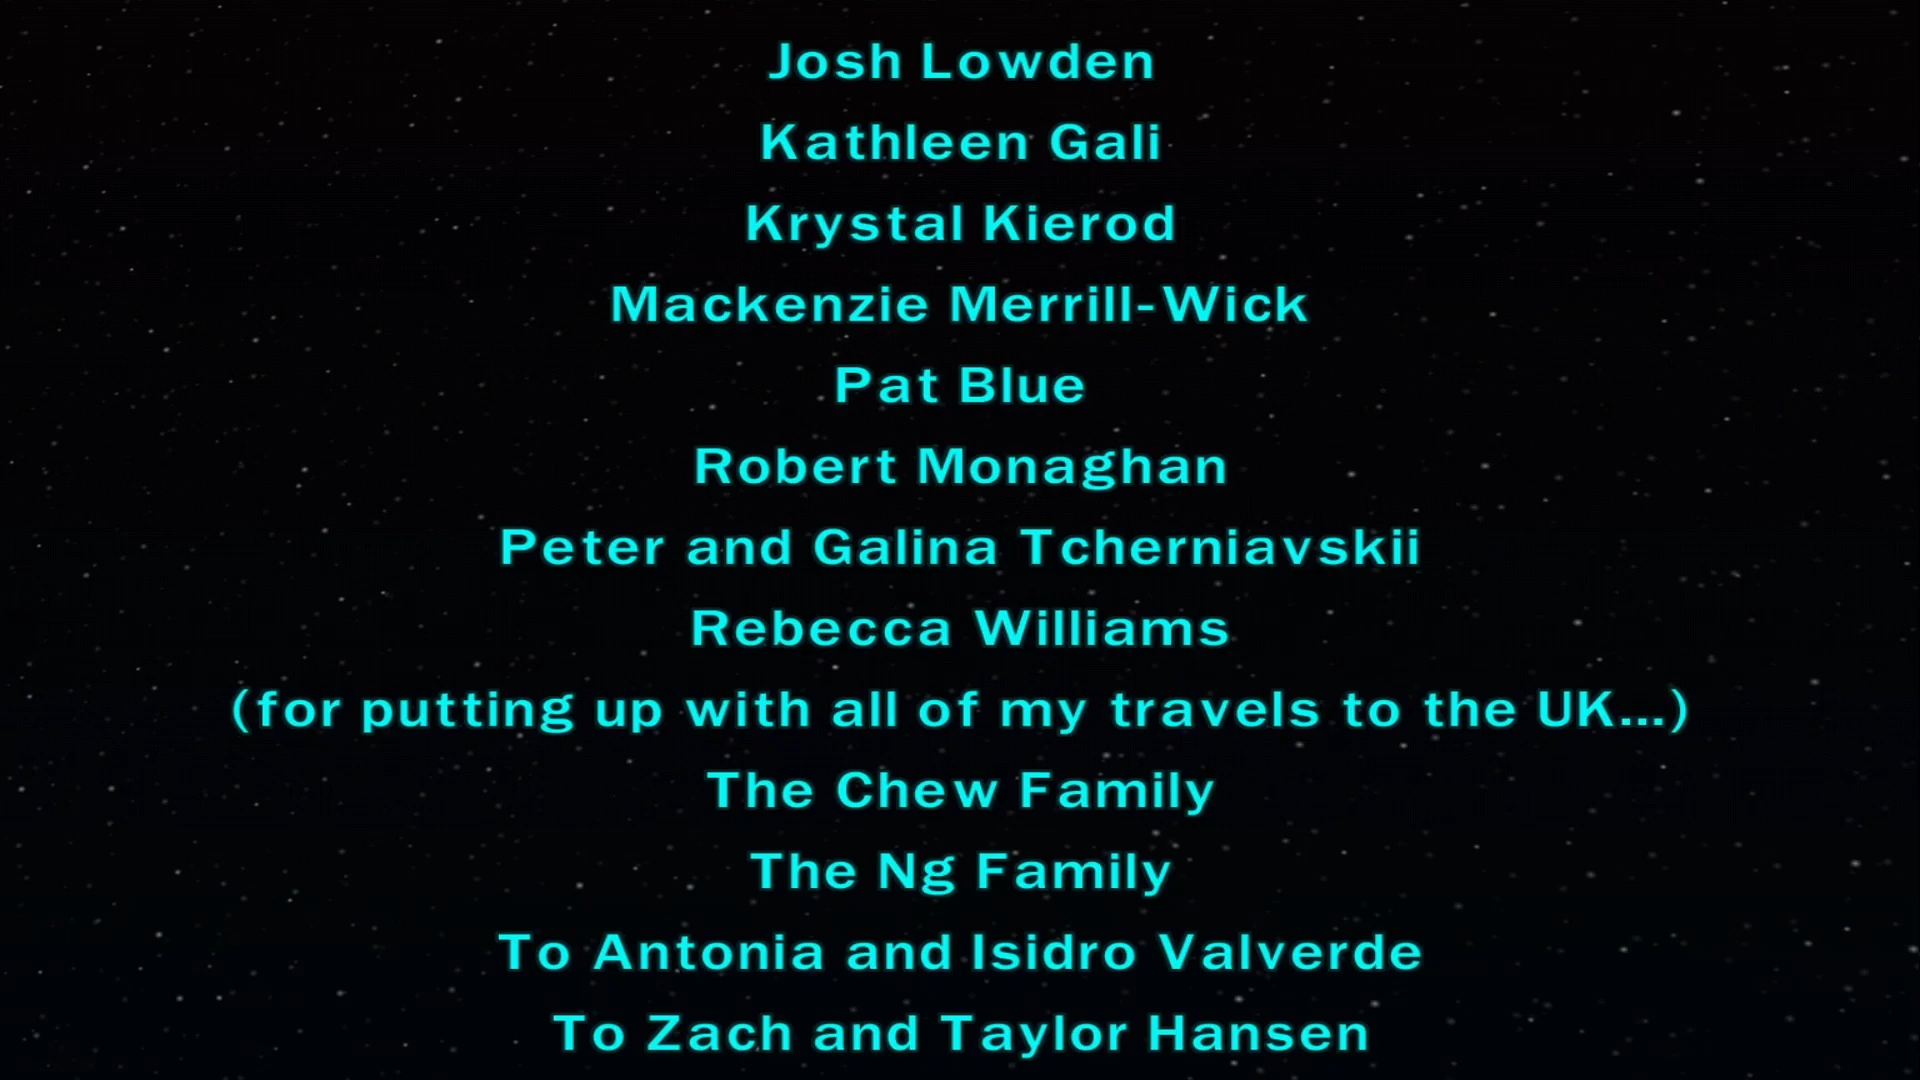 Josh Lowden
Kathleen Gali
Krystal Kierod
Mackenzie Merrill-Wick
Pat Blue
Robert Monaghan
Peter and Galina Tcherniavskii
Rebecca Williams
(for putting up with all of my travels to the UK...)
The Chew Family
The Ng Family
To Antonia and Isidro Valverde
To Zach and Taylor Hansen